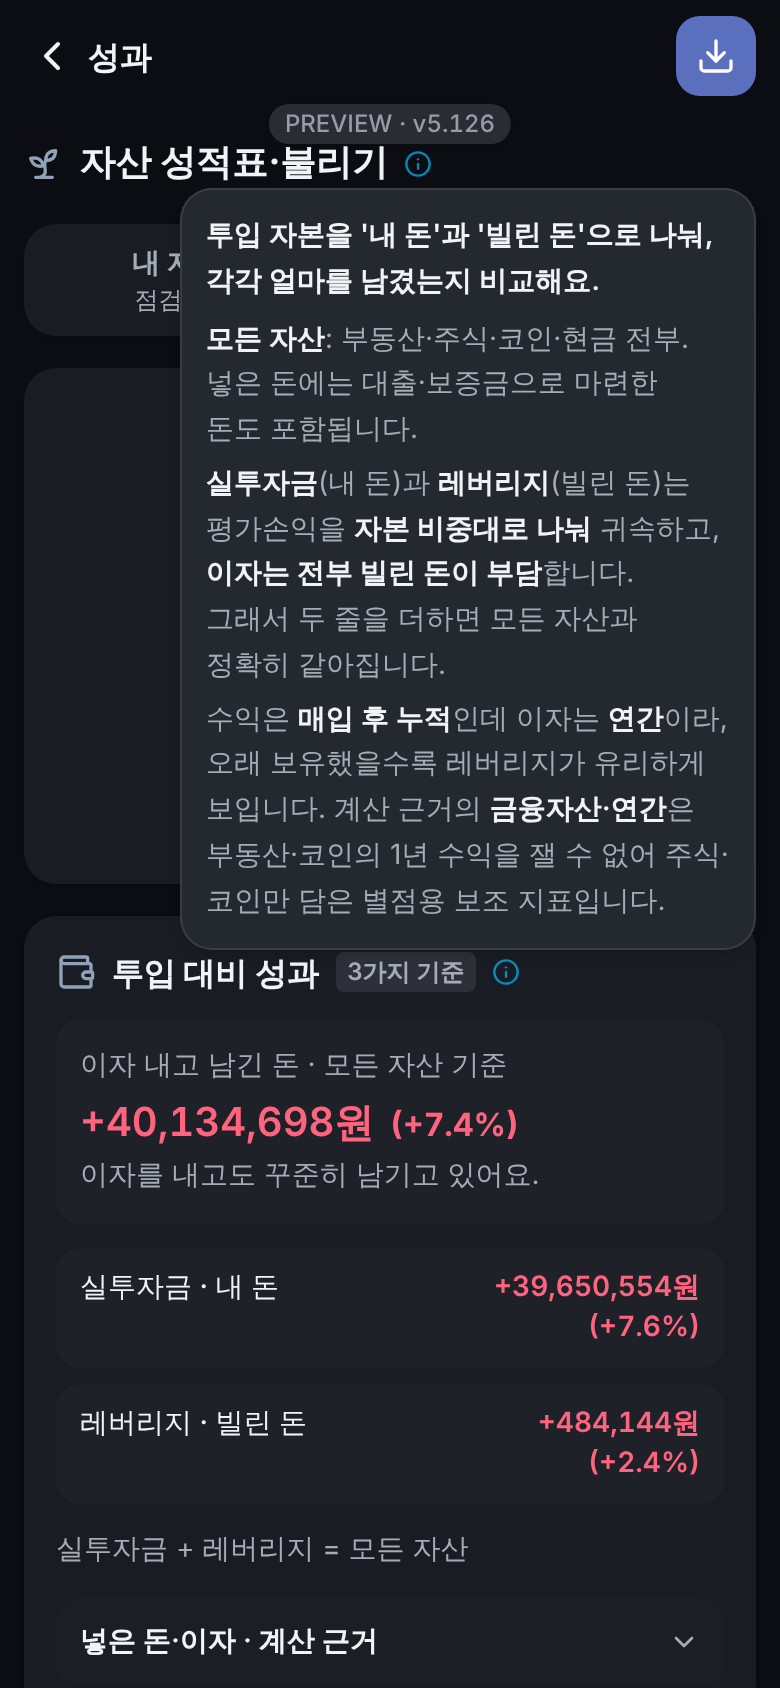 성과
PREVIEW · v5.126
자산 성적표·불리기
내
점검
투입 자본을 '내 돈'과 '빌린 돈'으로 나눠,
각각 얼마를 남겼는지 비교해요.
모든 자산: 부동산·주식·코인·현금 전부.
넣은 돈에는 대출·보증금으로 마련한
돈도 포함됩니다.
실투자금(내 돈)과 레버리지(빌린 돈)는
평가손익을 자본 비중대로 나눠 귀속하고,
이자는 전부 빌린 돈이 부담합니다.
그래서 두 줄을 더하면 모든 자산과
정확히 같아집니다.
수익은 매입 후 누적인데 이자는 연간이라,
오래 보유했을수록 레버리지가 유리하게
보입니다. 계산 근거의 금융자산·연간은
부동산·코인의 1년 수익을 잴 수 없어 주식·
코인만 담은 별점용 보조 지표입니다.
투입 대비 성과 3가지 기준
이자 내고 남긴 돈 · 모든 자산 기준
+40,134,698원 (+7.4%)
이자를 내고도 꾸준히 남기고 있어요.
실투자금 · 내 돈 +39,650,554원
(+7.6%)
레버리지 · 빌린 돈 +484,144원
(+2.4%)
실투자금 + 레버리지 = 모든 자산
넣은 돈·이자 · 계산 근거